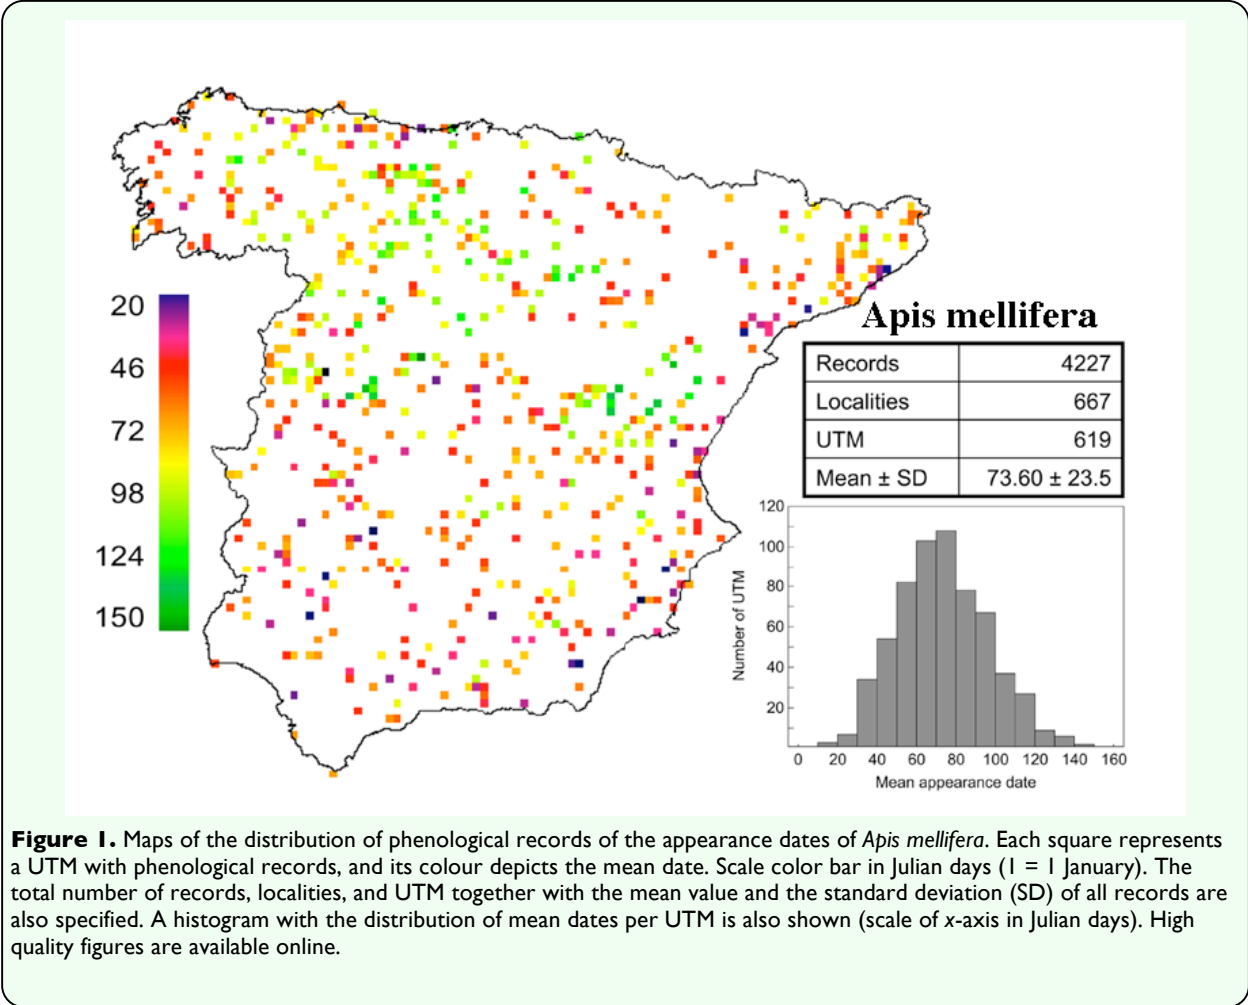 20
46
72
98
124
150
Apis mellifera
Records 4227
Localities 667
UTM 619
Mean ± SD 73.60 ± 23.5
120
100
80
60
40
20
Number of UTM
0 20 40 60 80 100 120 140 160
Mean appearance date
Figure 1. Maps of the distribution of phenological records of the appearance dates of Apis mellifera. Each square represents
a UTM with phenological records, and its colour depicts the mean date. Scale color bar in Julian days (1 = 1 January). The
total number of records, localities, and UTM together with the mean value and the standard deviation (SD) of all records are
also specified. A histogram with the distribution of mean dates per UTM is also shown (scale of x-axis in Julian days). High
quality figures are available online.